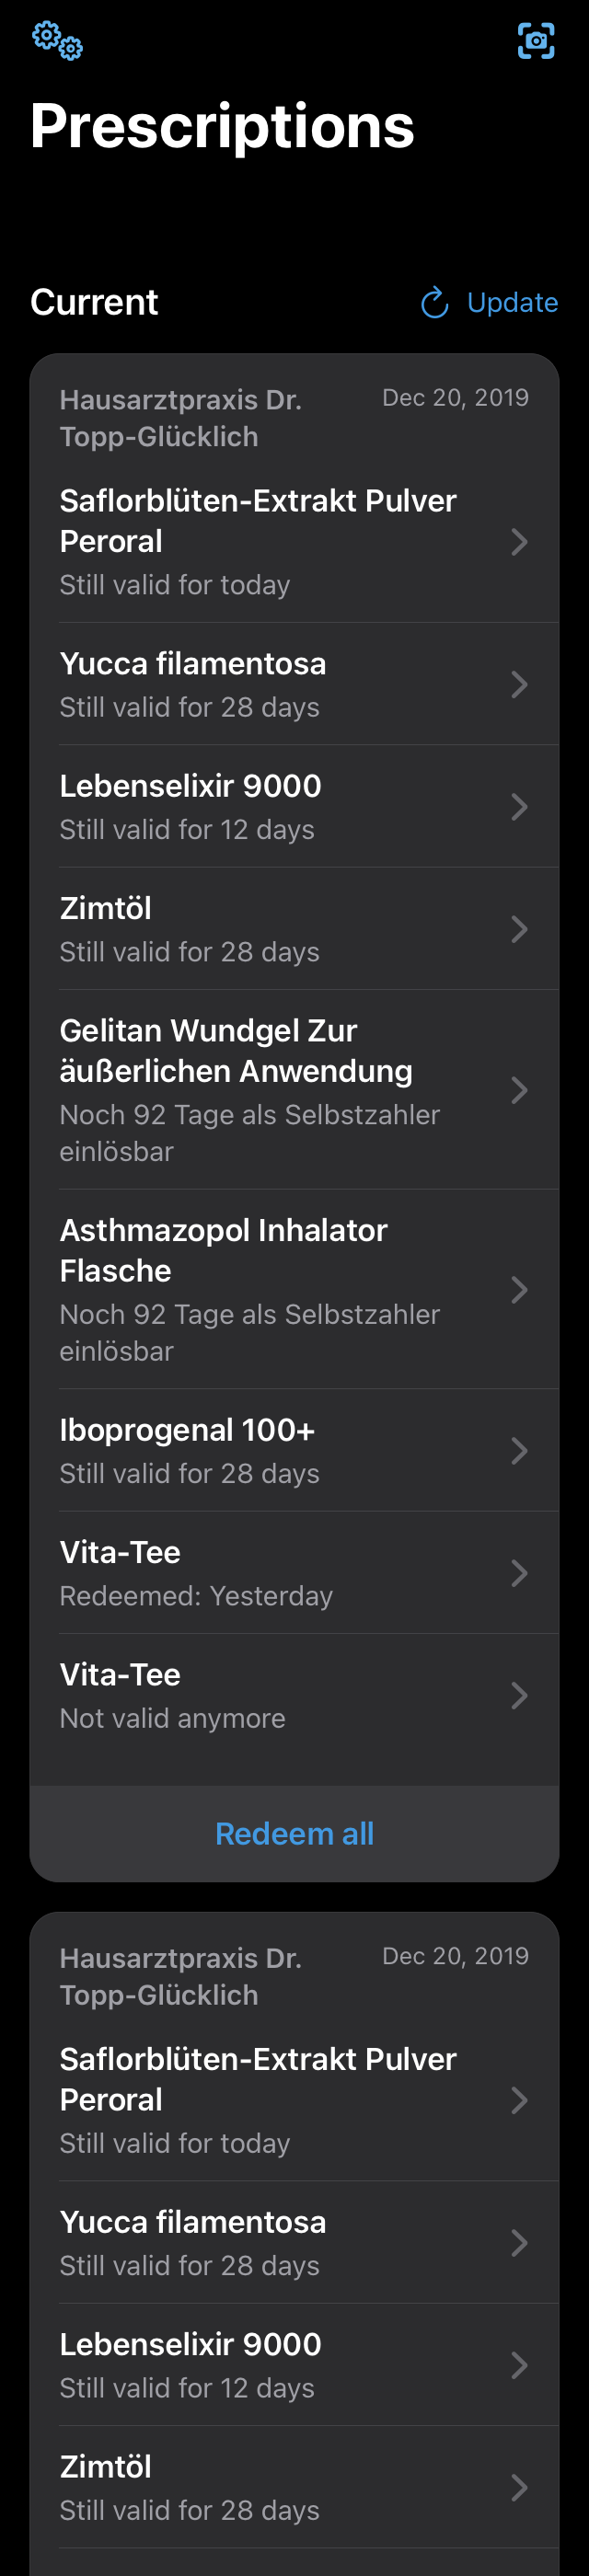 Prescriptions
Current
Update
Hausarztpraxis Dr.
Topp-Glücklich
Dec 20, 2019
Saflorblüten-Extrakt Pulver
Peroral
Still valid for today
Yucca filamentosa
Still valid for 28 days
Lebenselixir 9000
Still valid for 12 days
Zimtöl
Still valid for 28 days
Gelitan Wundgel Zur
äußerlichen Anwendung
Noch 92 Tage als Selbstzahler
einlösbar
Asthmazopol Inhalator
Flasche
Noch 92 Tage als Selbstzahler
einlösbar
Iboprogenal 100+
Still valid for 28 days
Vita-Tee
Redeemed: Yesterday
Vita-Tee
Not valid anymore
Redeem all
Hausarztpraxis Dr.
Topp-Glücklich
Dec 20, 2019
Saflorblüten-Extrakt Pulver
Peroral
Still valid for today
Yucca filamentosa
Still valid for 28 days
Lebenselixir 9000
Still valid for 12 days
Zimtöl
Still valid for 28 days